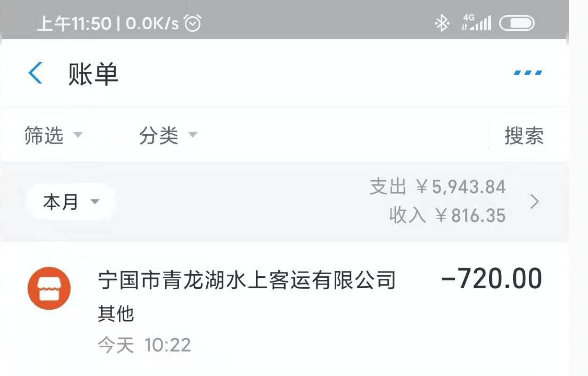 上午11:50 | 0.0K/s 4G
账单
筛选 分类 搜索
本月 支出 ¥5,943.84
收入 ¥816.35
宁国市青龙湖水上客运有限公司 -720.00
其他
今天 10:22